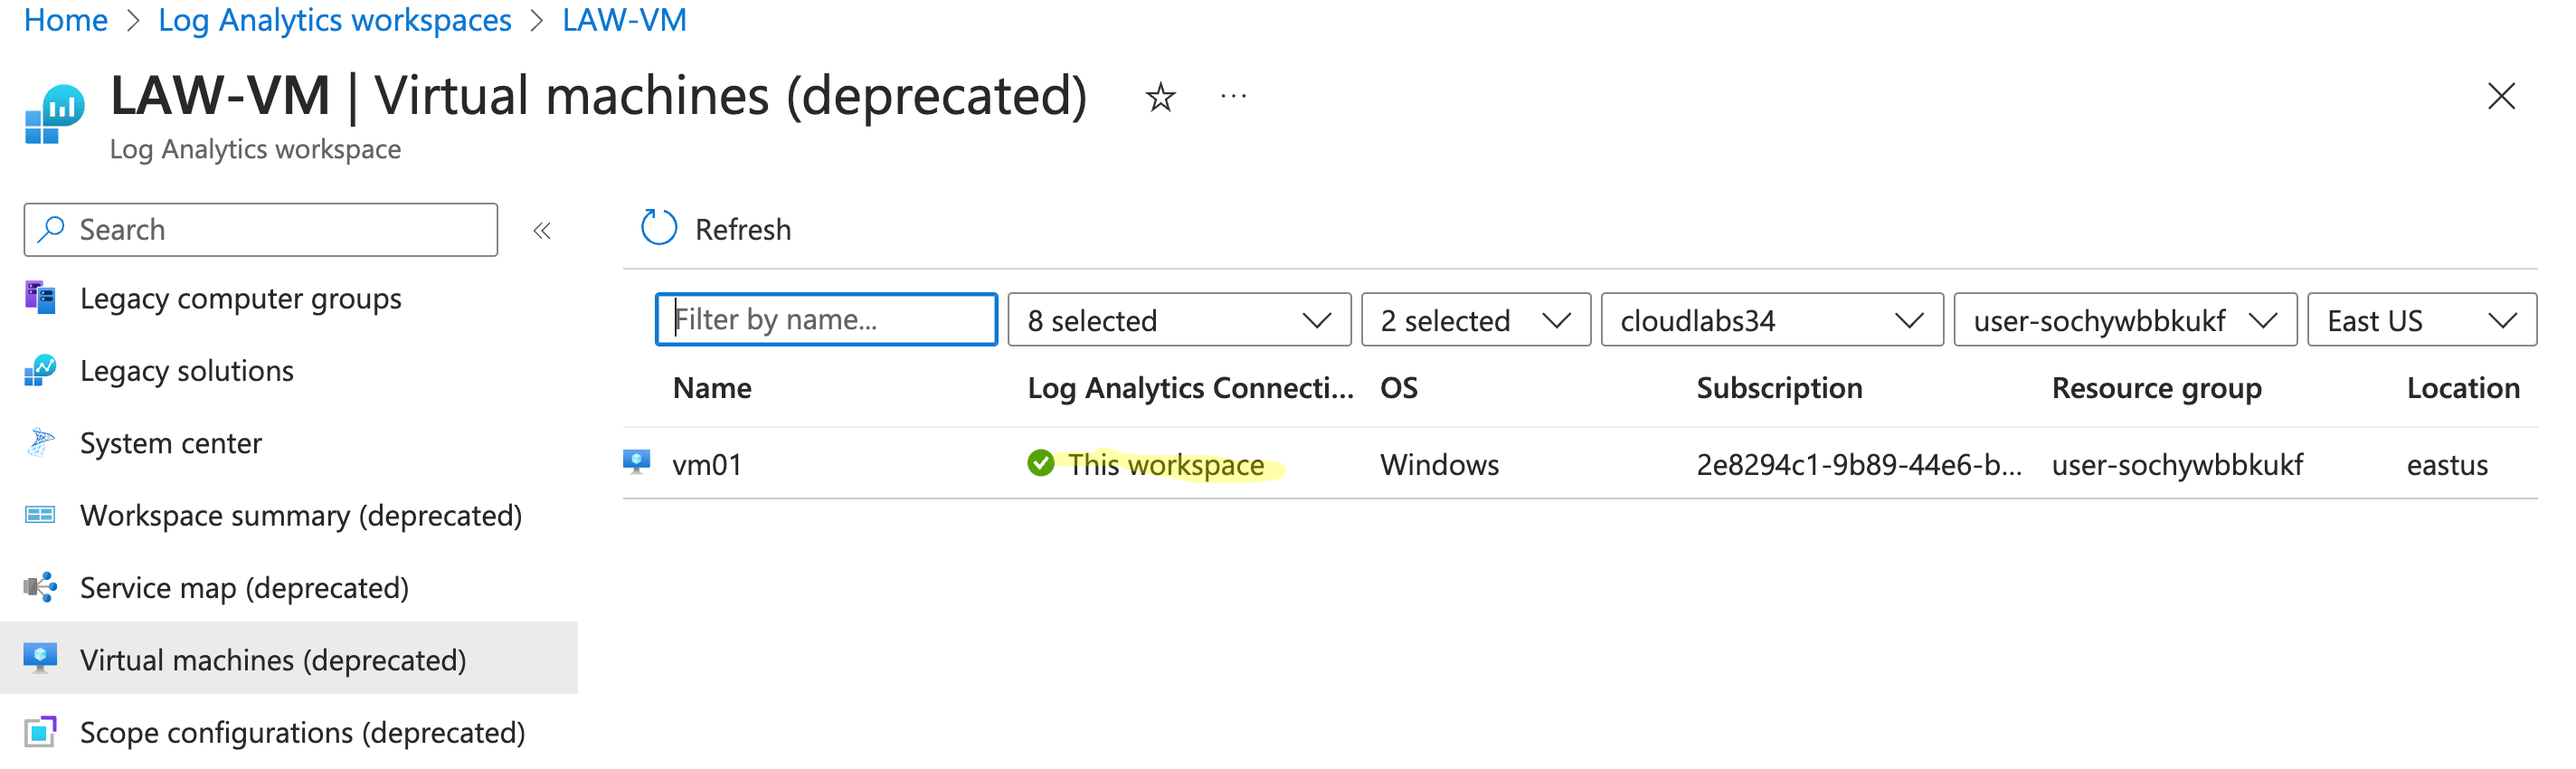 Home > Log Analytics workspaces > LAW-VM
LAW-VM | Virtual machines (deprecated)
Log Analytics workspace
Search
Refresh
Legacy computer groups
Legacy solutions
System center
Workspace summary (deprecated)
Service map (deprecated)
Virtual machines (deprecated)
Scope configurations (deprecated)
Filter by name... 8 selected 2 selected cloudlabs34 user-sochywbbkukf East US
Name Log Analytics Connecti... OS Subscription Resource group Location
vm01 This workspace Windows 2e8294c1-9b89-44e6-b... user-sochywbbkukf eastus